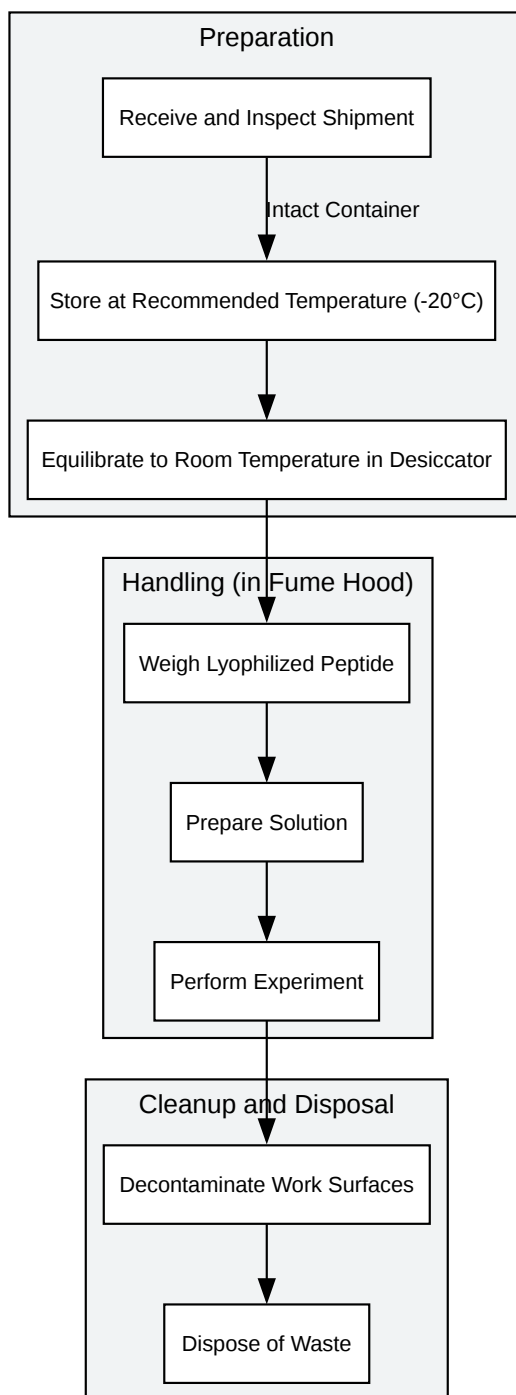 Preparation
Receive and Inspect Shipment
Intact Container
Store at Recommended Temperature (-20°C)
Equilibrate to Room Temperature in Desiccator
Handling (in Fume Hood)
Weigh Lyophilized Peptide
Prepare Solution
Perform Experiment
Cleanup and Disposal
Decontaminate Work Surfaces
Dispose of Waste